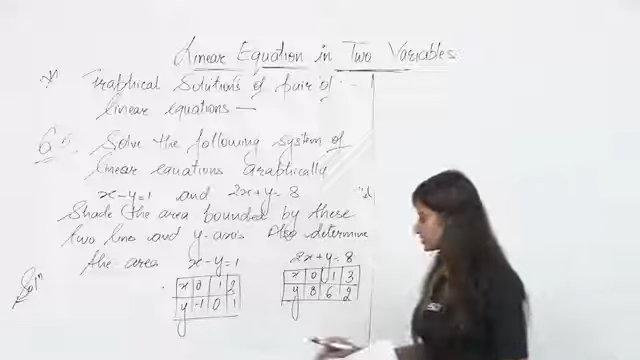 Linear Equation in Two Variables
* Graphical Solutions of pair of
linear equations —
Solve the following system of
linear equations Graphically
x-y=1 and 2x+y=8
Shade the area bounded by these
two lines and y-axis Also determine
the area x-y=1 2x+y=8
Solⁿ
x 0 1 2
y -1 0 1
x 0 1 3
y 8 6 2